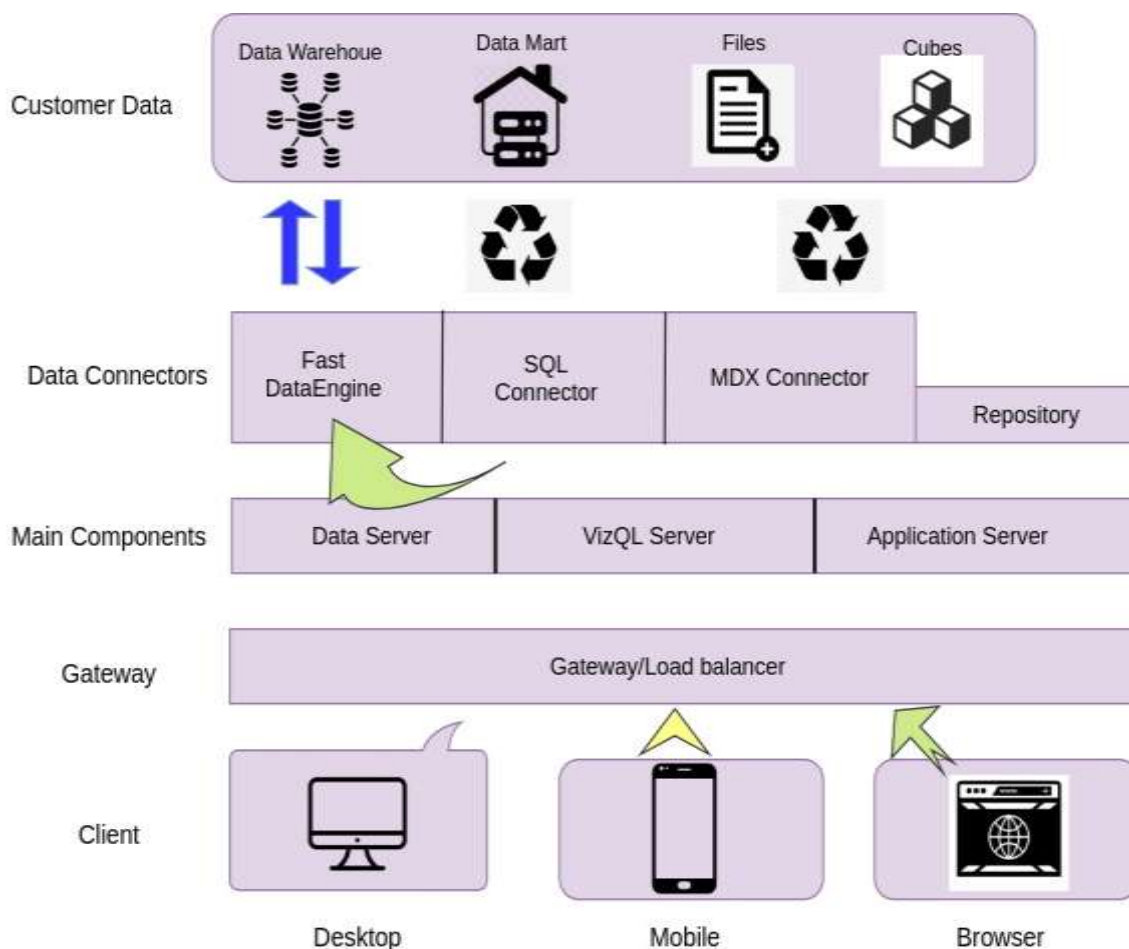 Data Warehoue
Data Mart
Files
Cubes
Customer Data
Fast
DataEngine
SQL
Connector
MDX Connector
Data Connectors
Repository
Main Components
Data Server
VizQL Server
Application Server
Gateway
Gateway/Load balancer
Client
Desktop
Mobile
Browser